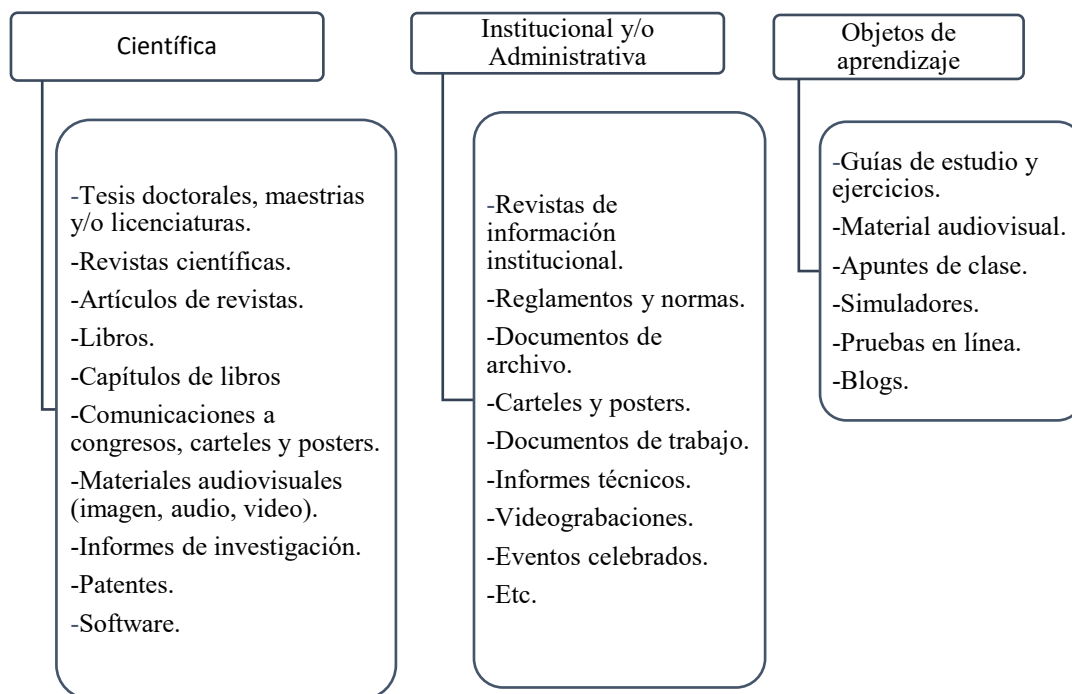 Científica
-Tesis doctorales, maestrias
y/o licenciaturas.
-Revistas científicas.
-Artículos de revistas.
-Libros.
-Capítulos de libros
-Comunicaciones a
congresos, carteles y posters.
-Materiales audiovisuales
(imagen, audio, video).
-Informes de investigación.
-Patentes.
-Software.
Institucional y/o
Administrativa
-Revistas de
información
institucional.
-Reglamentos y normas.
-Documentos de
archivo.
-Carteles y posters.
-Documentos de trabajo.
-Informes técnicos.
-Videograbaciones.
-Eventos celebrados.
-Etc.
Objetos de
aprendizaje
-Guías de estudio y
ejercicios.
-Material audiovisual.
-Apuntes de clase.
-Simuladores.
-Pruebas en línea.
-Blogs.